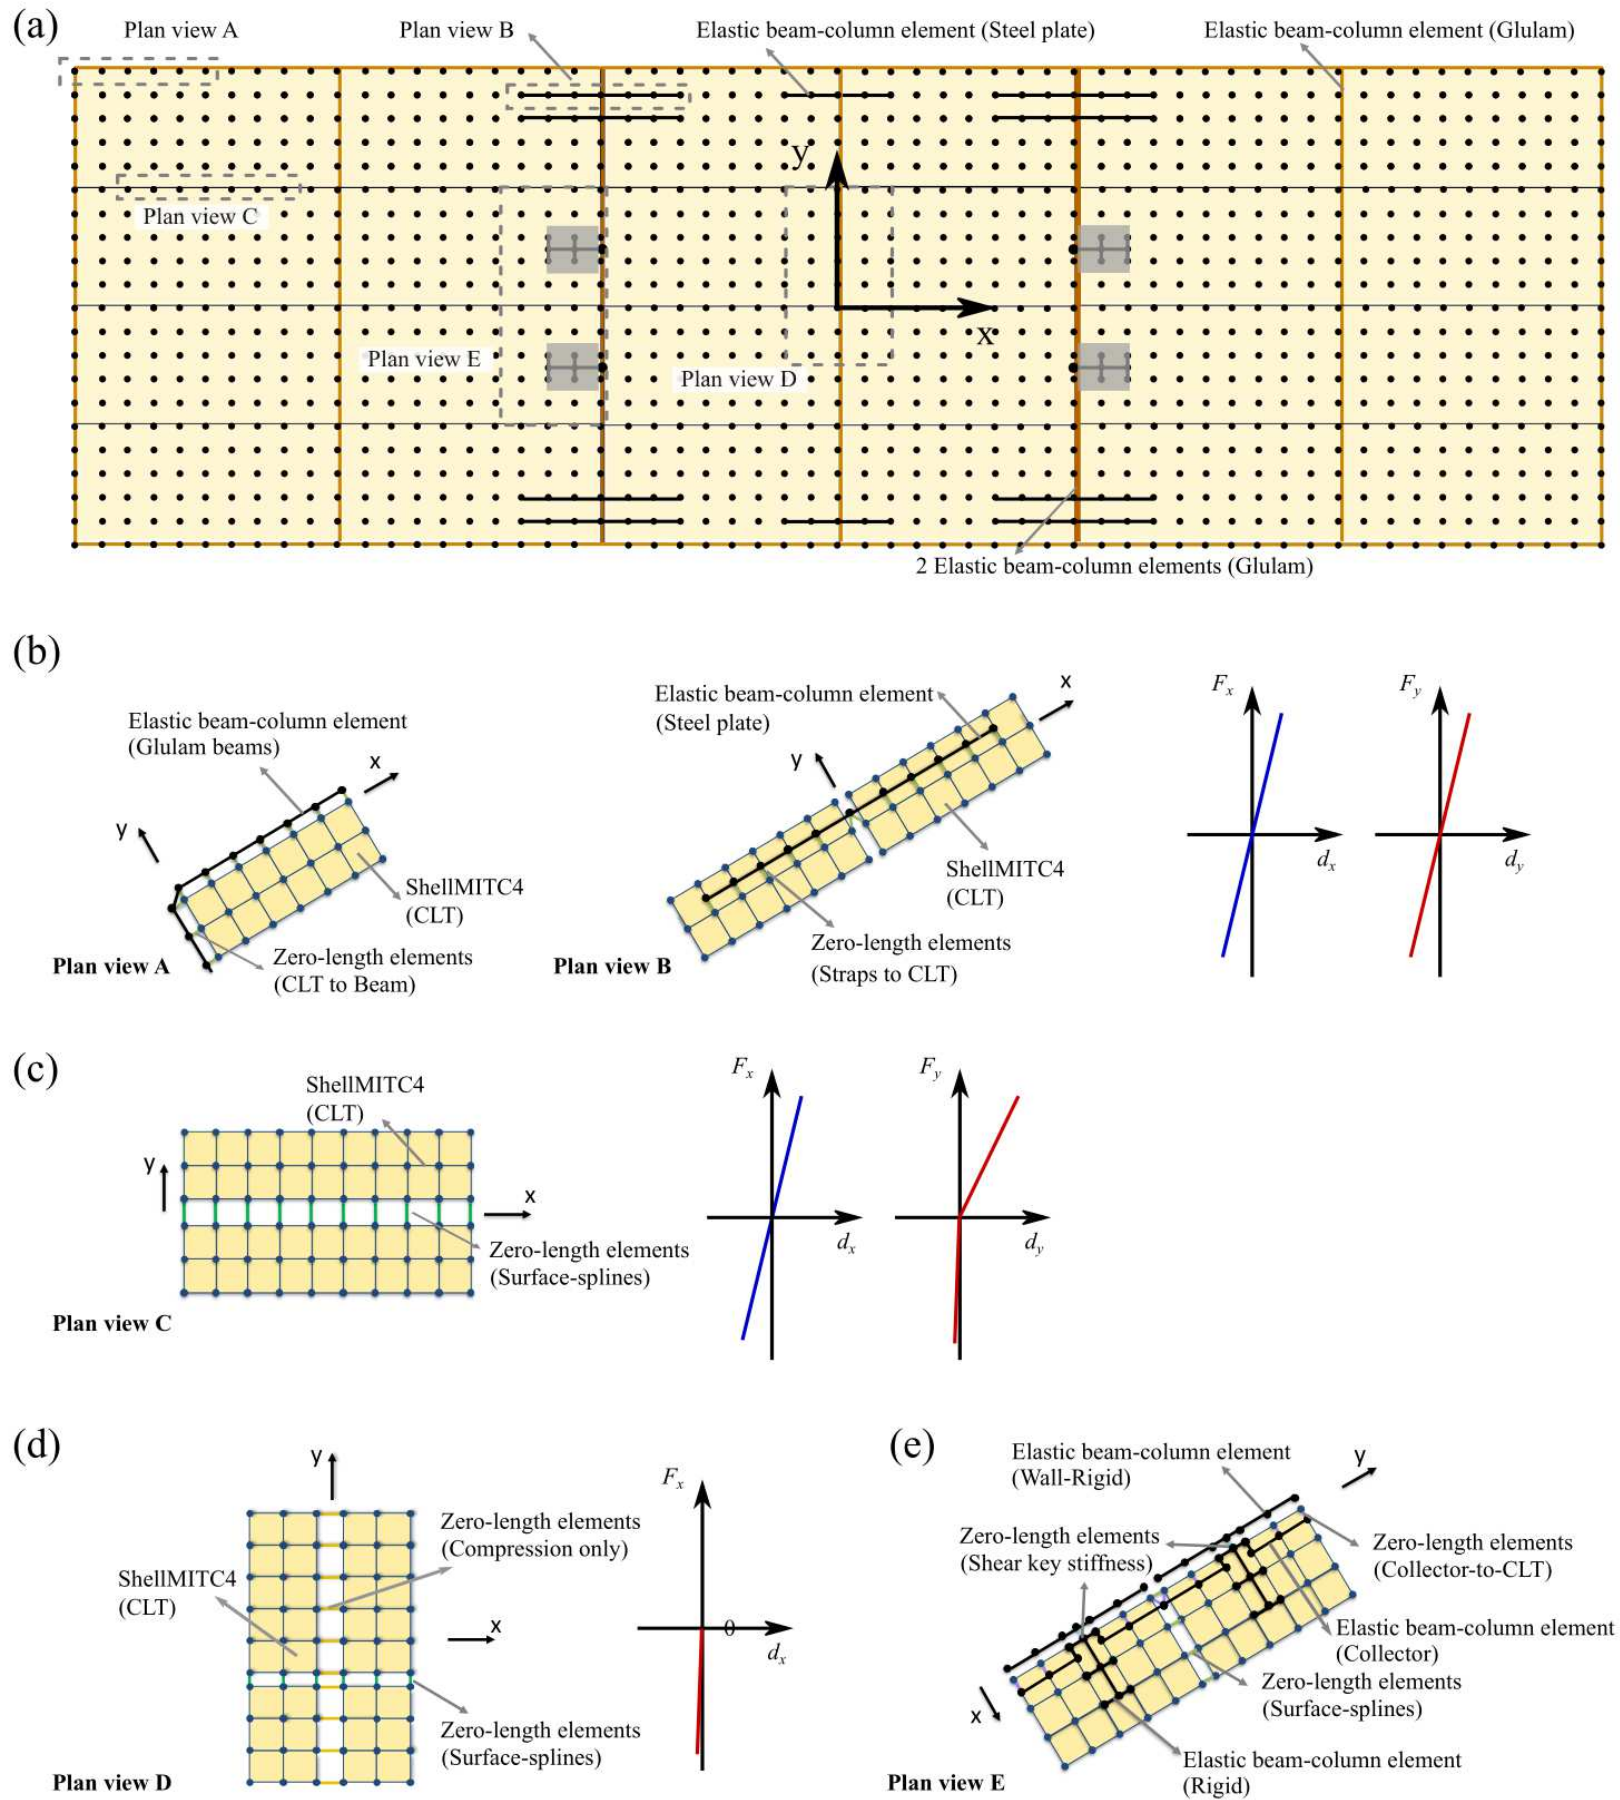 (a)
Plan view A
Plan view B
Elastic beam-column element (Steel plate)
Elastic beam-column element (Glulam)
y
Plan view C
x
Plan view E
Plan view D
2 Elastic beam-column elements (Glulam)
(b)
Elastic beam-column element
(Glulam beams)
x
y
ShellMITC4
(CLT)
Zero-length elements
(CLT to Beam)
Plan view A
Elastic beam-column element
(Steel plate)
x
y
ShellMITC4
(CLT)
Zero-length elements
(Straps to CLT)
Plan view B
Fx
dx
Fy
dy
(c)
ShellMITC4
(CLT)
y
x
Zero-length elements
(Surface-splines)
Plan view C
Fx
dx
Fy
dy
(d)
y
Zero-length elements
(Compression only)
ShellMITC4
(CLT)
x
Zero-length elements
(Surface-splines)
Plan view D
Fx
0
dx
(e)
Elastic beam-column element
(Wall-Rigid)
y
Zero-length elements
(Shear key stiffness)
Zero-length elements
(Collector-to-CLT)
Elastic beam-column element
(Collector)
Zero-length elements
(Surface-splines)
x
Elastic beam-column element
(Rigid)
Plan view E